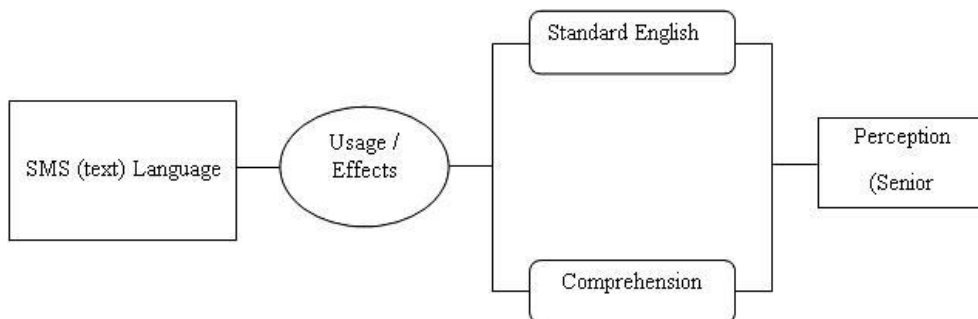 SMS (text) Language
Usage /
Effects
Standard English
Comprehension
Perception
(Senior